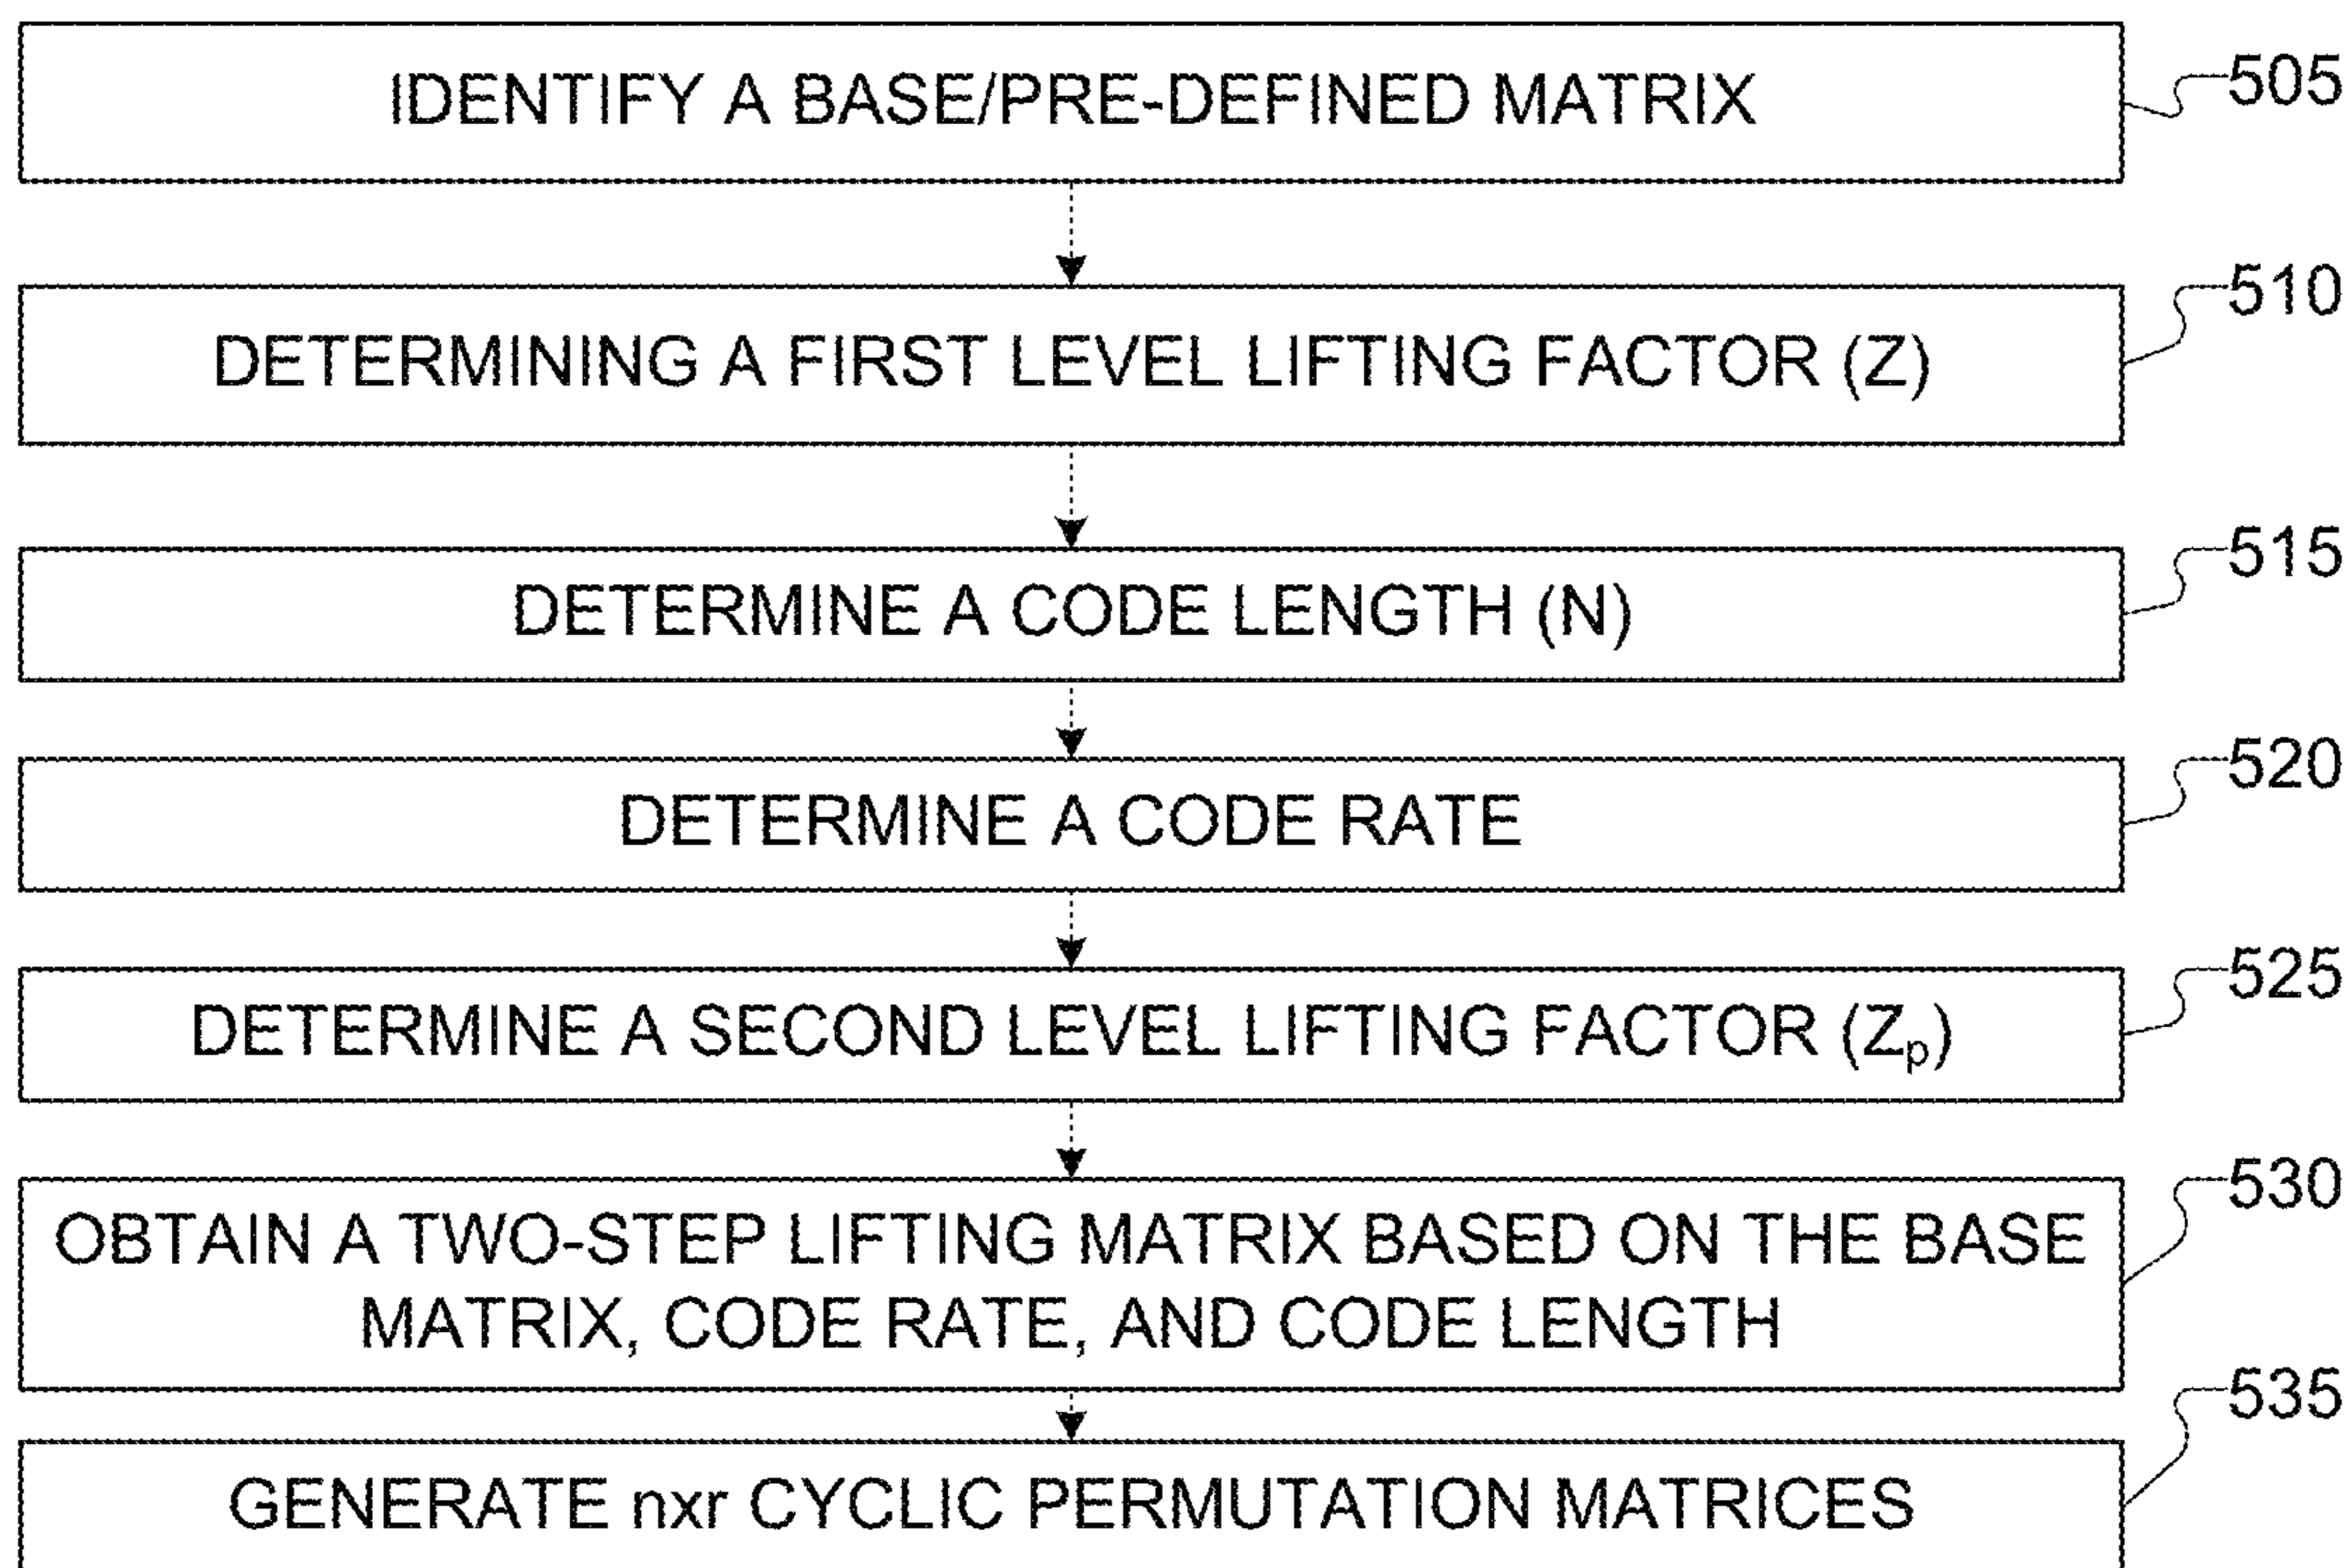 IDENTIFY A BASE/PRE-DEFINED MATRIX
505
DETERMINING A FIRST LEVEL LIFTING FACTOR (Z)
510
DETERMINE A CODE LENGTH (N)
515
DETERMINE A CODE RATE
520
DETERMINE A SECOND LEVEL LIFTING FACTOR (Zp)
525
OBTAIN A TWO-STEP LIFTING MATRIX BASED ON THE BASE
MATRIX, CODE RATE, AND CODE LENGTH
530
GENERATE nxr CYCLIC PERMUTATION MATRICES
535